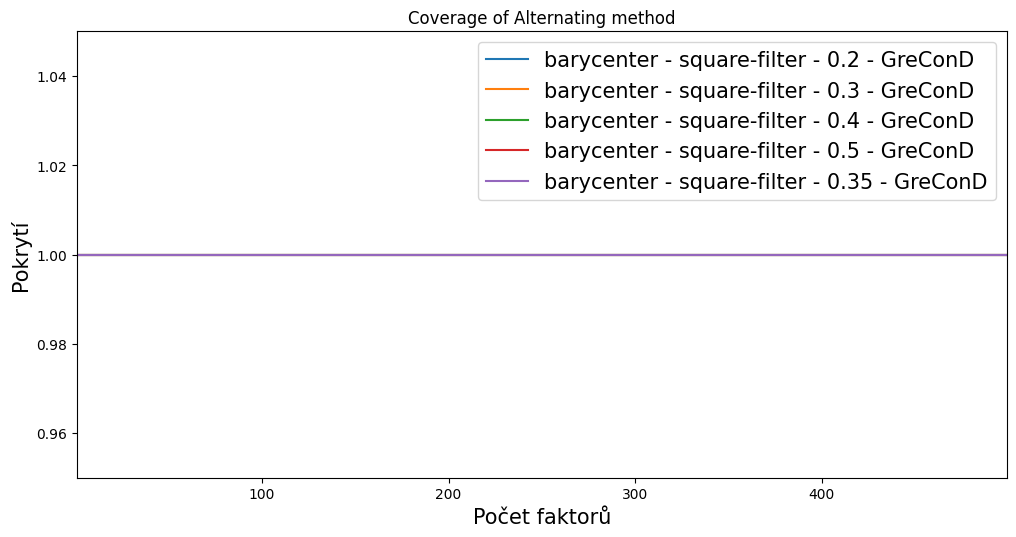 Coverage of Alternating method
barycenter - square-filter - 0.2 - GreConD
barycenter - square-filter - 0.3 - GreConD
barycenter - square-filter - 0.4 - GreConD
barycenter - square-filter - 0.5 - GreConD
barycenter - square-filter - 0.35 - GreConD
Pokrytí
1.04
1.02
1.00
0.98
0.96
100 200 300 400
Počet faktorů